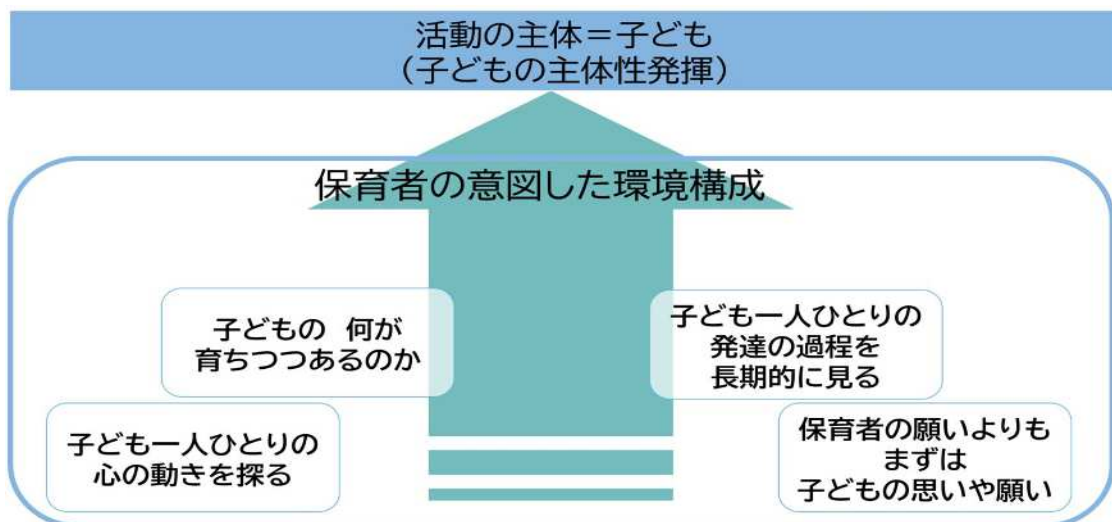 活動の主体＝子ども
（子どもの主体性発揮）
保育者の意図した環境構成
子どもの　何が
育ちつつあるのか
子ども一人ひとりの
発達の過程を
長期的に見る
子ども一人ひとりの
心の動きを探る
保育者の願いよりも
まずは
子どもの思いや願い